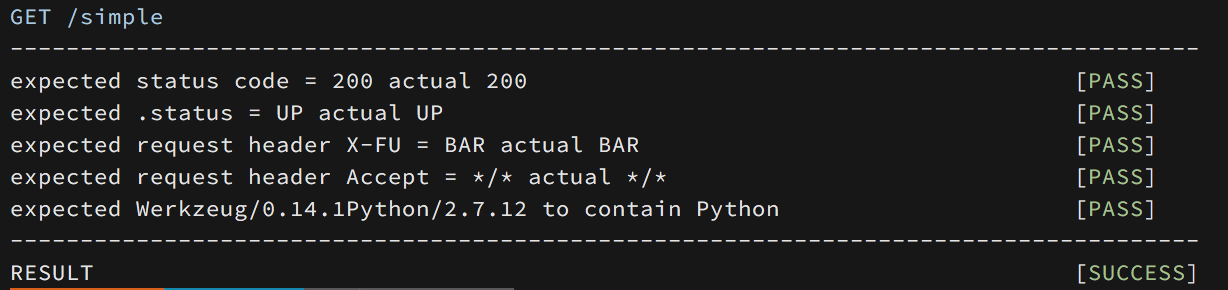 GET /simple
-------------------------------------------------------------------------------------
expected status code = 200 actual 200 [PASS]
expected .status = UP actual UP [PASS]
expected request header X-FU = BAR actual BAR [PASS]
expected request header Accept = */* actual */* [PASS]
expected Werkzeug/0.14.1Python/2.7.12 to contain Python [PASS]
-------------------------------------------------------------------------------------
RESULT [SUCCESS]